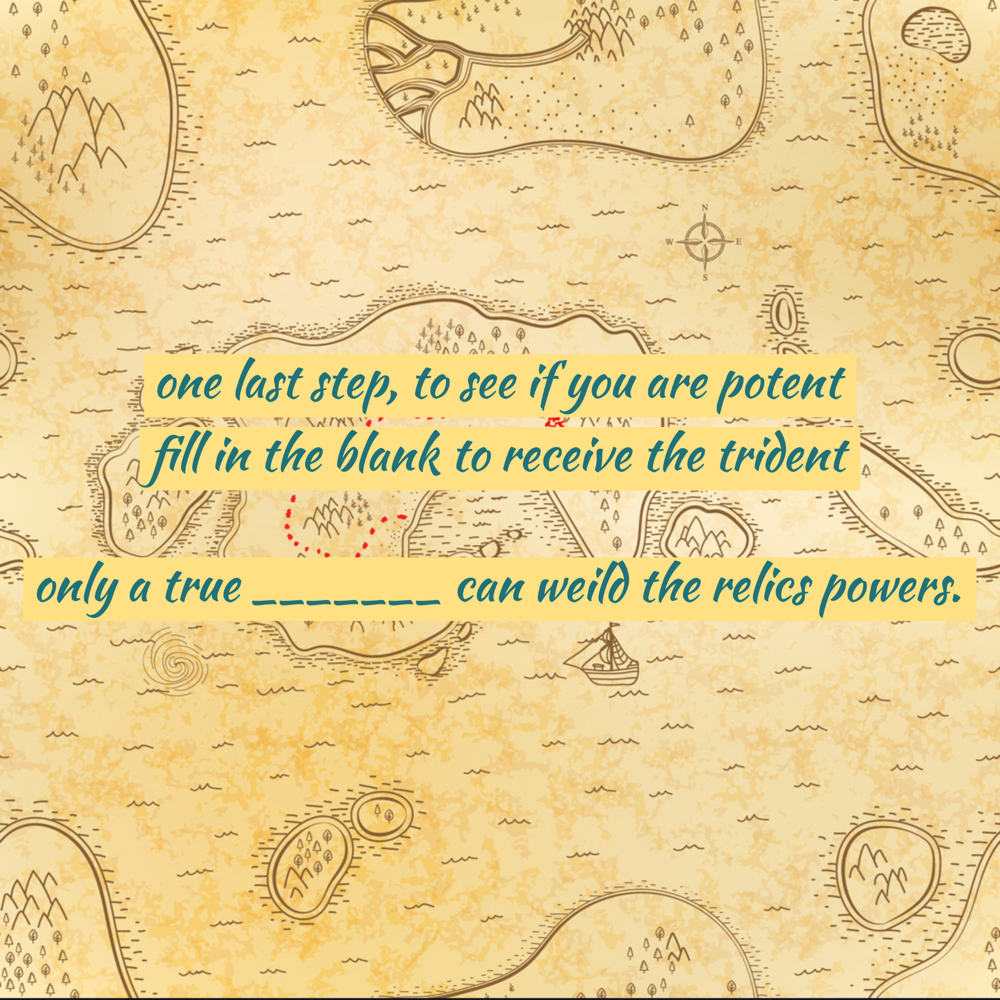 N
W E
S
one last step, to see if you are potent
fill in the blank to receive the trident
only a true _______ can weild the relics powers.